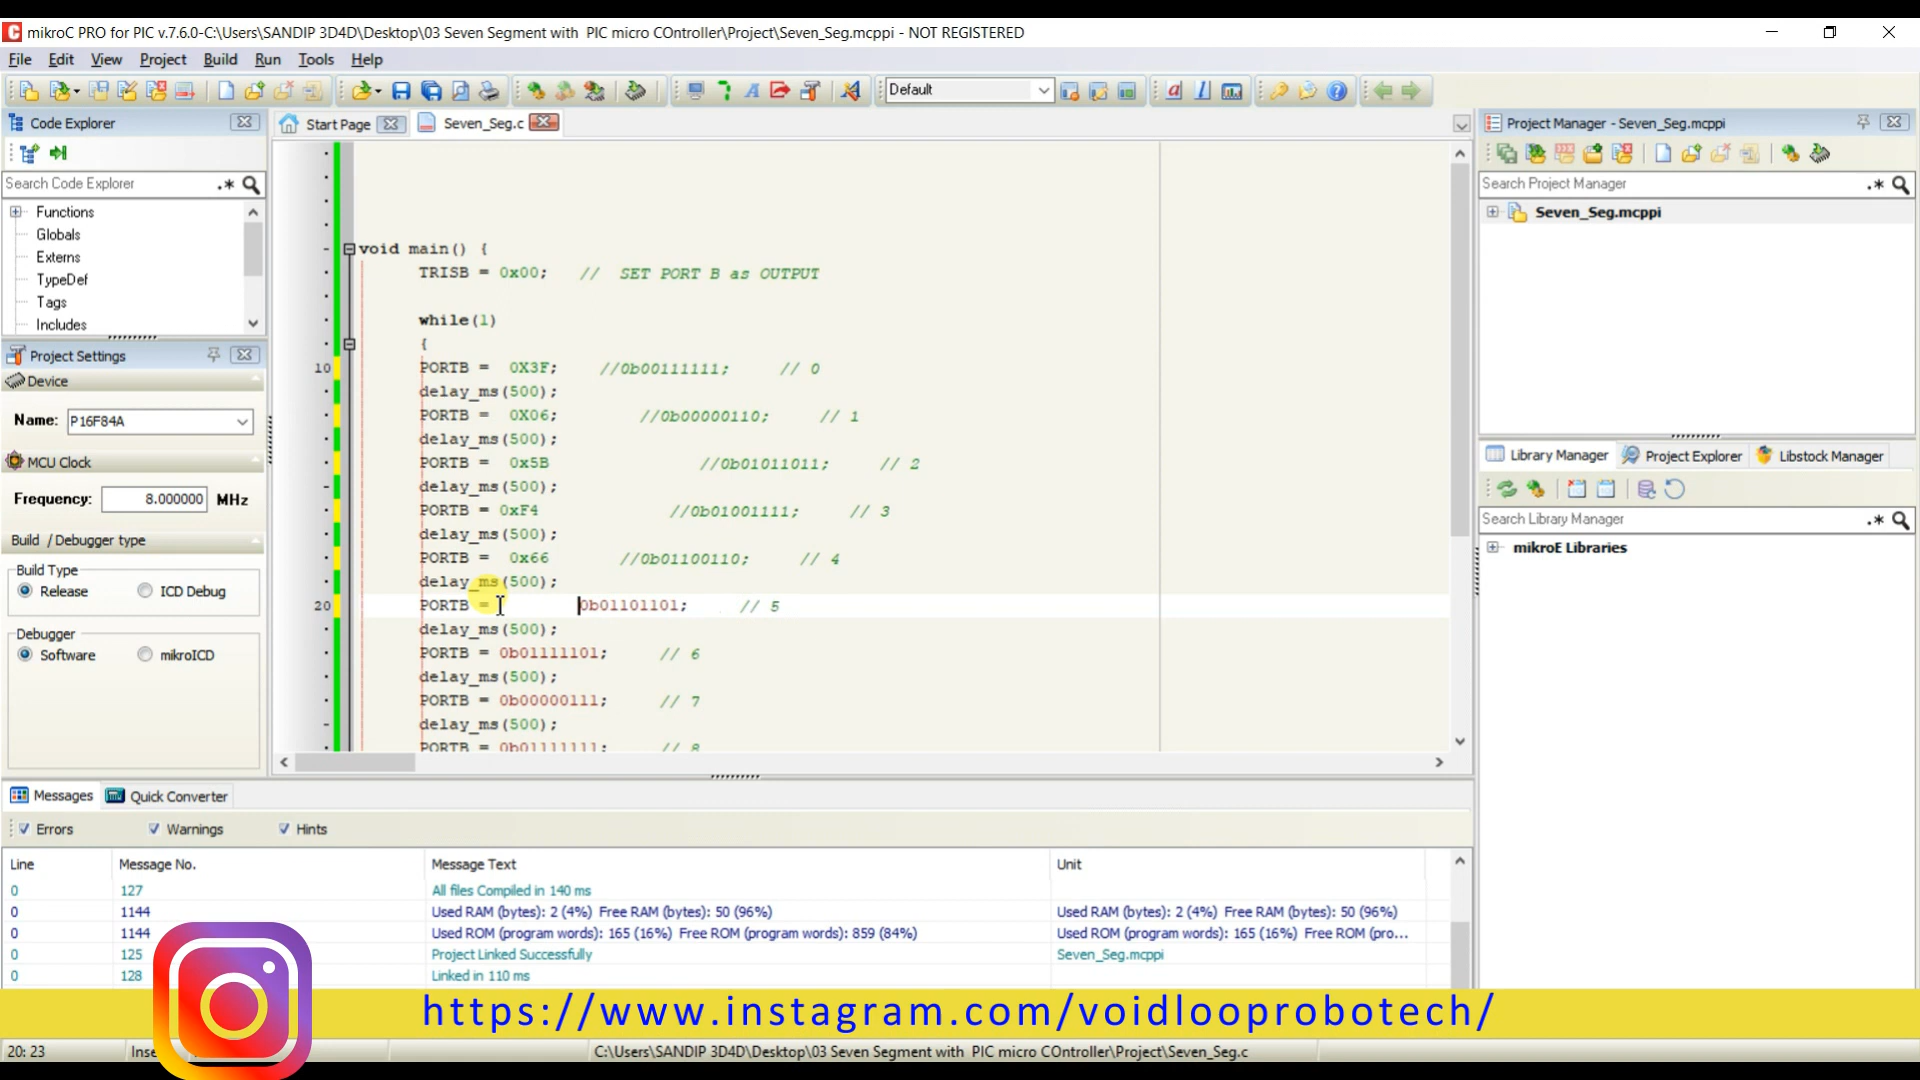 mikroC PRO for PIC v.7.6.0-C:\Users\SANDIP 3D4D\Desktop\03 Seven Segment with  PIC micro COntroller\Project\Seven_Seg.mcppi - NOT REGISTERED
File Edit View Project Build Run Tools Help
Default
Code Explorer
Start Page
Seven_Seg.c
Project Manager - Seven_Seg.mcppi
Search Code Explorer
.*
Search Project Manager
.*
Functions
Globals
Externs
TypeDef
Tags
Includes
Seven_Seg.mcppi
Project Settings
Device
Name: P16F84A
MCU Clock
Frequency: 8.000000 MHz
Build / Debugger type
Build Type
Release ICD Debug
Debugger
Software mikroICD
void main() {
TRISB = 0x00; // SET PORT B as OUTPUT
while(1)
{
10 PORTB = 0X3F; //0b00111111; // 0
delay_ms(500);
PORTB = 0X06; //0b00000110; // 1
delay_ms(500);
PORTB = 0x5B //0b01011011; // 2
delay_ms(500);
PORTB = 0xF4 //0b01001111; // 3
delay_ms(500);
PORTB = 0x66 //0b01100110; // 4
delay_ms(500);
20 PORTB = 0b01101101; // 5
delay_ms(500);
PORTB = 0b01111101; // 6
delay_ms(500);
PORTB = 0b00000111; // 7
delay_ms(500);
PORTB = 0b01111111; // 8
Library Manager Project Explorer Libstock Manager
Search Library Manager
.*
mikroE Libraries
Messages Quick Converter
Errors Warnings Hints
Line Message No. Message Text Unit
0 127 All files Compiled in 140 ms
0 1144 Used RAM (bytes): 2 (4%) Free RAM (bytes): 50 (96%) Used RAM (bytes): 2 (4%) Free RAM (bytes): 50 (96%)
0 1144 Used ROM (program words): 165 (16%) Free ROM (program words): 859 (84%) Used ROM (program words): 165 (16%) Free ROM (pro...
0 125 Project Linked Successfully Seven_Seg.mcppi
0 128 Linked in 110 ms
https://www.instagram.com/voidlooprobotech/
20: 23 C:\Users\SANDIP 3D4D\Desktop\03 Seven Segment with  PIC micro COntroller\Project\Seven_Seg.c